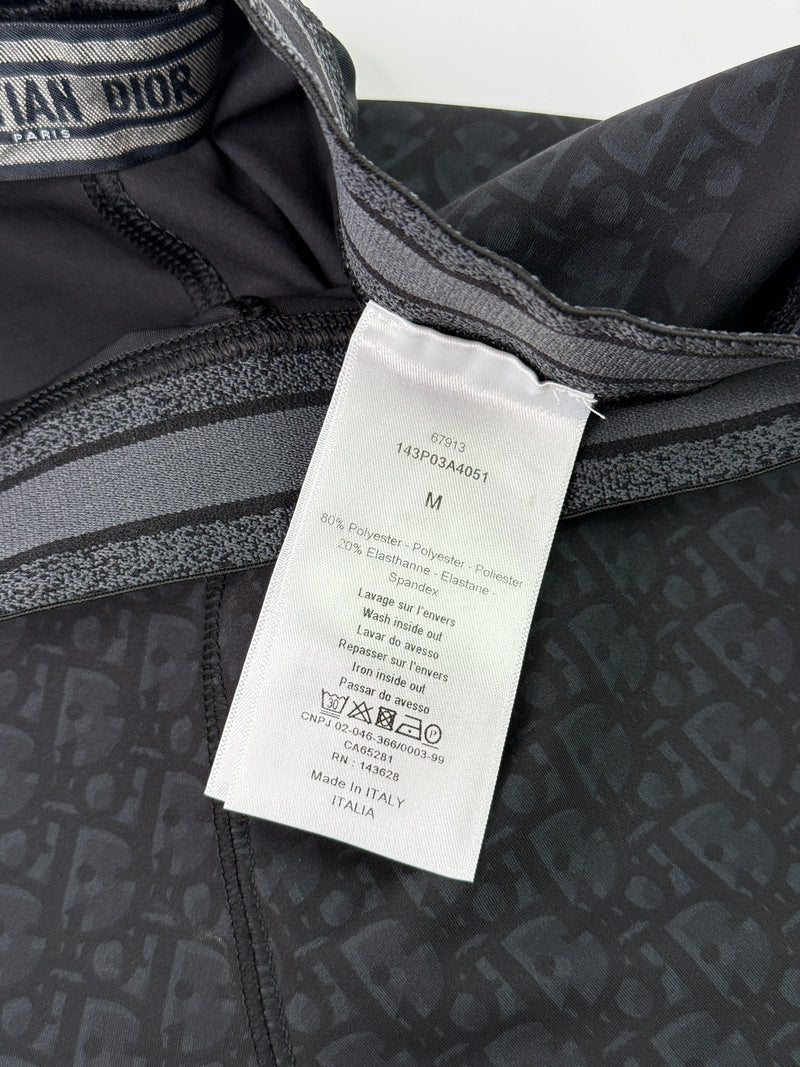 TIAN DIOR
PARIS
67913
143P03A4051
M
80% Polyester - Polyester - Poliester
20% Elasthanne - Elastane -
Spandex
Lavage sur l'envers
Wash inside out
Lavar do avesso
Repasser sur l'envers
Iron inside out
Passar do avesso
30 P
CNPJ 02-046-366/0003-99
CA65281
RN : 143628
Made in ITALY
ITALIA